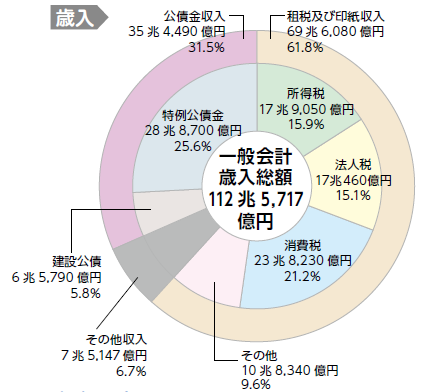 歳入
公債金収入
35 兆 4,490 億円
31.5%
租税及び印紙収入
69 兆 6,080 億円
61.8%
所得税
17 兆 9,050 億円
15.9%
特例公債金
28 兆 8,700 億円
25.6%
一般会計
歳入総額
112 兆 5,717
億円
法人税
17兆460億円
15.1%
消費税
23 兆 8,230 億円
21.2%
建設公債
6 兆 5,790 億円
5.8%
その他収入
7 兆 5,147 億円
6.7%
その他
10 兆 8,340 億円
9.6%